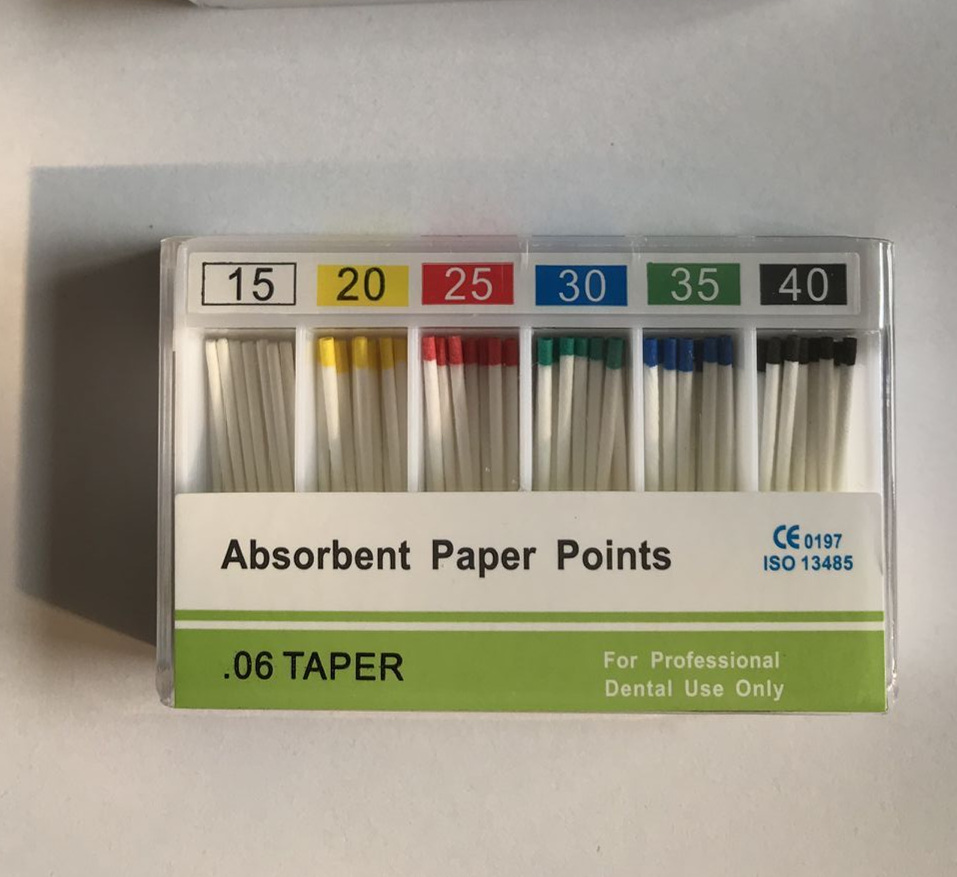 15 20 25 30 35 40
Absorbent Paper Points
CE 0197
ISO 13485
.06 TAPER
For Professional
Dental Use Only